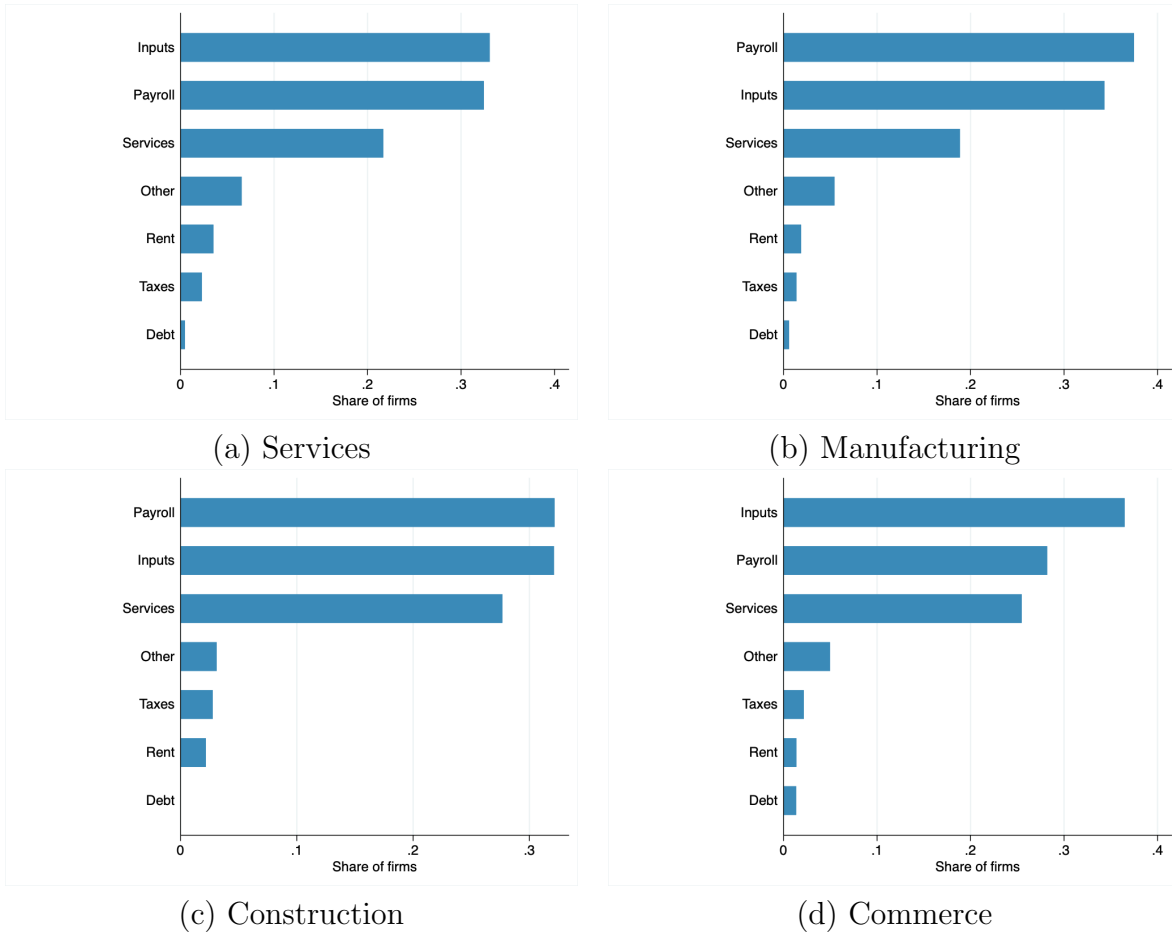 Inputs
Payroll
Services
Other
Rent
Taxes
Debt
0 .1 .2 .3 .4
Share of firms
(a) Services
Payroll
Inputs
Services
Other
Rent
Taxes
Debt
0 .1 .2 .3 .4
Share of firms
(b) Manufacturing
Payroll
Inputs
Services
Other
Taxes
Rent
Debt
0 .1 .2 .3
Share of firms
(c) Construction
Inputs
Payroll
Services
Other
Taxes
Rent
Debt
0 .1 .2 .3 .4
Share of firms
(d) Commerce